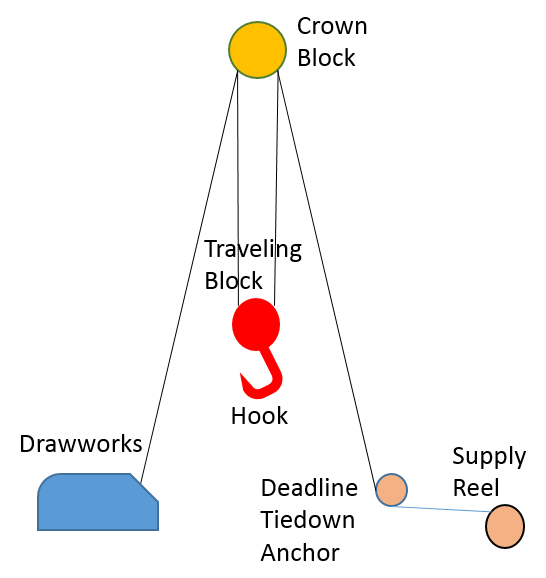 Crown
Block
Traveling
Block
Hook
Drawworks
Deadline
Tiedown
Anchor
Supply
Reel